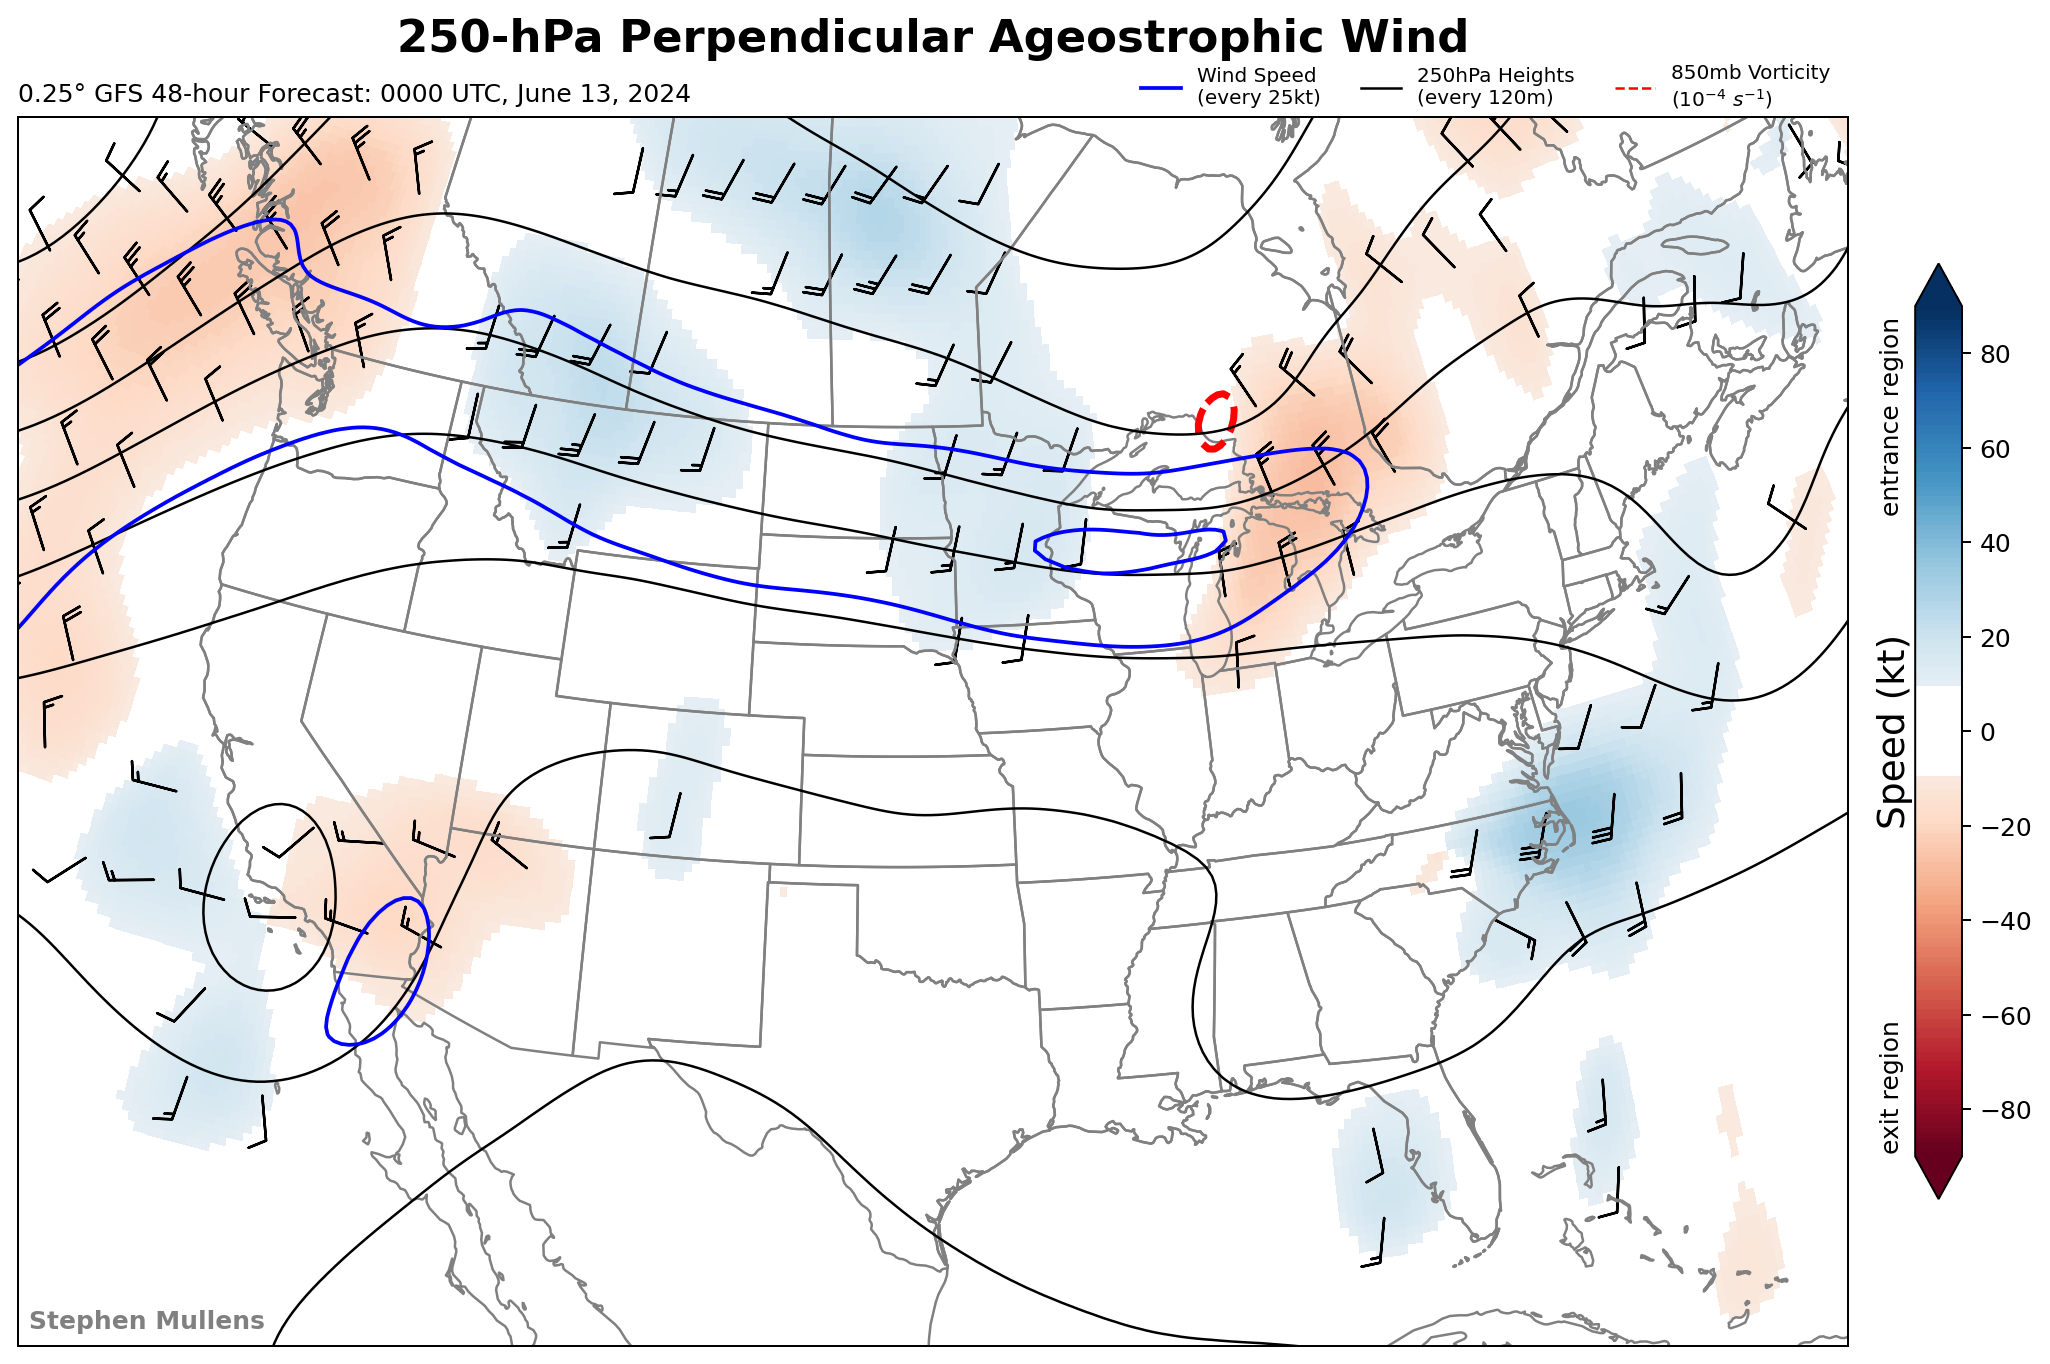 250-hPa Perpendicular Ageostrophic Wind
0.25° GFS 48-hour Forecast: 0000 UTC, June 13, 2024
Wind Speed
(every 25kt)
250hPa Heights
(every 120m)
850mb Vorticity
(10⁻⁴ s⁻¹)
entrance region
Speed (kt)
exit region
80
60
40
20
0
−20
−40
−60
−80
Stephen Mullens